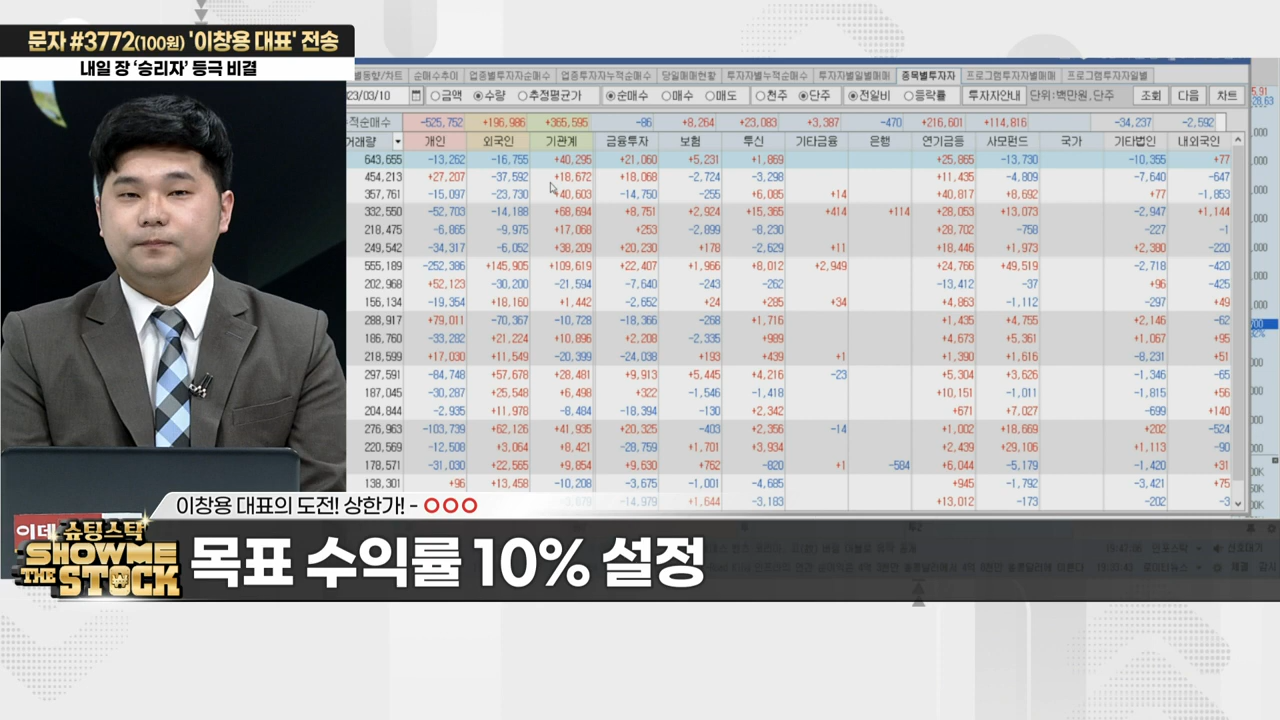 문자 #3772(100원) '이창용 대표' 전송
내일 장 '승리자' 등극 비결
별동향/차트 순매수추이 업종별투자자순매수 업종투자자누적순매수 당일매매현황 투자자별누적순매수 투자자별일별매매 종목별투자자 프로그램투자자별매매 프로그램투자자일별
23/03/10 금액 수량 추정평균가 순매수 매수 매도 천주 단주 전일비 등락률 투자자안내 단위:백만원,단주 조회 다음 차트
적순매수 -525,752 +196,986 +365,595 -86 +8,264 +23,083 +3,387 -470 +216,601 +114,816 -34,237 -2,592
거래량 개인 외국인 기관계 금융투자 보험 투신 기타금융 은행 연기금등 사모펀드 국가 기타법인 내외국인
643,655 -13,262 -16,755 +40,295 +21,060 +5,231 +1,869 +25,865 -13,730 -10,355 +77
454,213 +27,207 -37,592 +18,672 +18,068 -2,724 -3,298 +11,435 -4,809 -7,640 -647
357,761 -15,097 -23,730 +40,603 -14,750 -255 +6,085 +14 +40,817 +8,692 +77 -1,853
332,550 -52,703 -14,188 +68,694 +8,751 +2,924 +15,365 +414 +114 +28,053 +13,073 -2,947 +1,144
218,475 -6,865 -9,975 +17,068 +253 -2,899 -8,230 +28,702 -758 -227 -1
249,542 -34,317 -6,052 +38,209 +20,230 +178 -2,629 +11 +18,446 +1,973 +2,380 -220
555,189 -252,386 +145,905 +109,619 +22,407 +1,966 +8,012 +2,949 +24,766 +49,519 -2,718 -420
202,968 +52,123 -30,200 -21,594 -7,640 -243 -262 -13,412 -37 +96 -425
156,134 -19,354 +18,160 +1,442 -2,652 +24 +285 +34 +4,863 -1,112 -297 +49
288,917 +79,011 -70,367 -10,728 -18,366 -268 +1,716 +1,435 +4,755 +2,146 -62
186,760 -33,282 +21,224 +10,896 +2,208 -2,335 +989 +4,673 +5,361 +1,067 +95
218,599 +17,030 +11,549 -20,399 -24,038 +193 +439 +1 +1,390 +1,616 -8,231 +51
297,591 -84,748 +57,678 +28,481 +9,913 +5,445 +4,216 -23 +5,304 +3,626 -1,346 -65
187,045 -30,287 +25,548 +6,498 +322 -1,546 -1,418 +10,151 -1,011 -1,815 +56
204,844 -2,935 +11,978 -8,484 -18,394 -130 +2,342 +671 +7,027 -699 +140
276,963 -103,739 +62,126 +41,935 +20,325 -403 +2,356 -14 +1,002 +18,669 +202 -524
220,569 -12,508 +3,064 +8,421 -28,759 +1,701 +3,934 +2,439 +29,106 +1,113 -90
178,571 -31,030 +22,565 +9,854 +9,630 +762 -820 +1 -584 +6,044 -5,179 -1,420 +31
138,301 +96 +13,458 -10,208 -3,675 -1,001 -4,685 +945 -1,792 -3,421 +75
-14,979 +1,644 -3,183 +13,012 -173 -202 -3
이창용 대표의 도전! 상한가! - ○○○
이데
슈팅스탁
SHOW ME
THE STOCK
목표 수익률 10% 설정